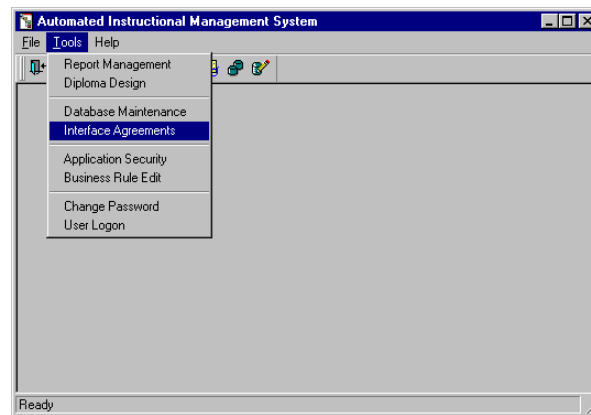 Automated Instructional Management System
File Tools Help
Report Management
Diploma Design
Database Maintenance
Interface Agreements
Application Security
Business Rule Edit
Change Password
User Logon
Ready